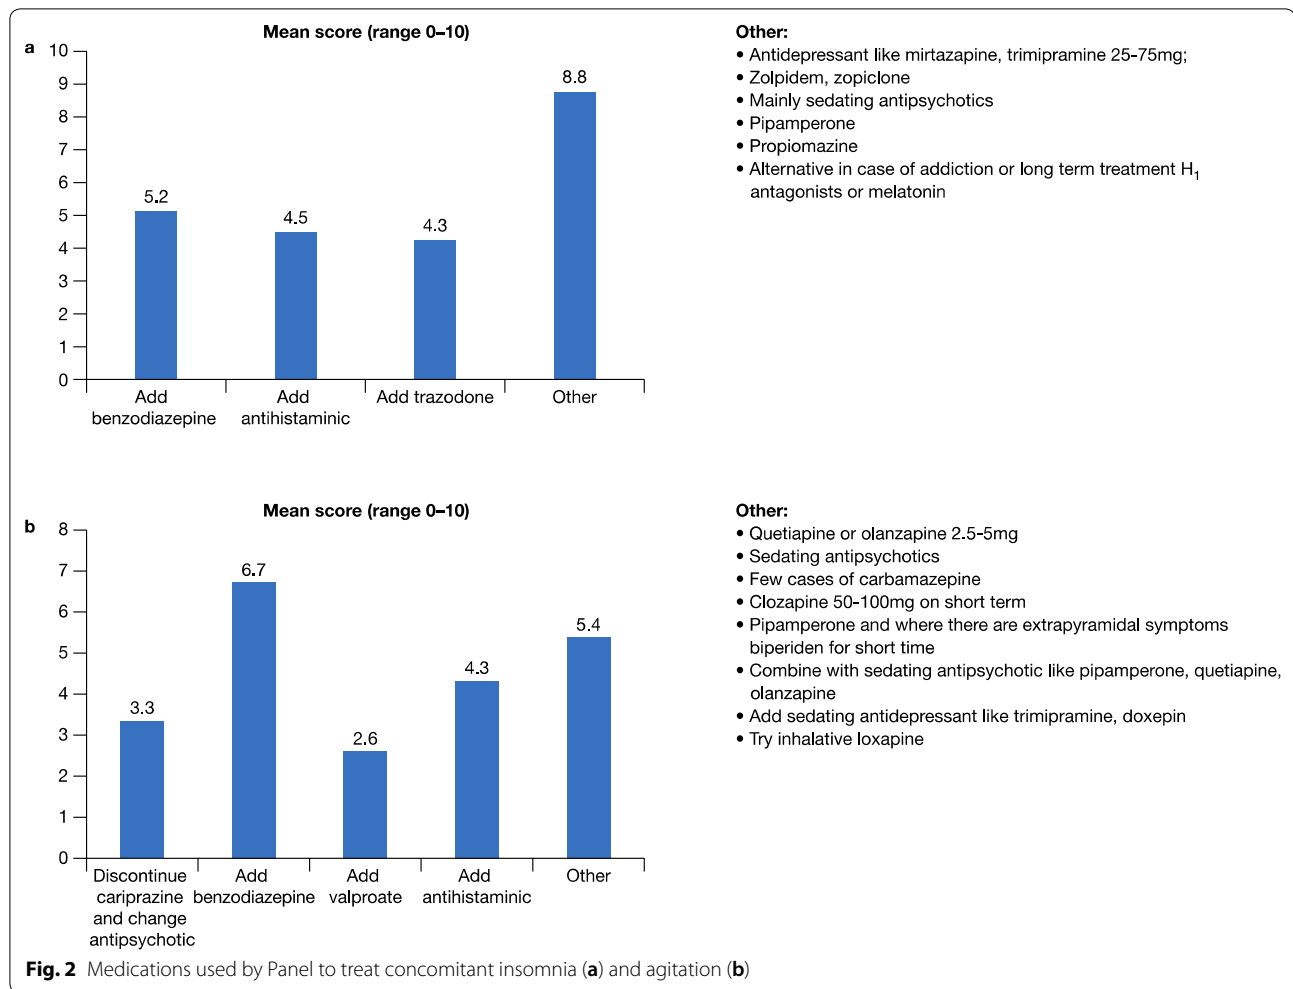 a
Mean score (range 0–10)
10
9
8
7
6
5
4
3
2
1
0
5.2
4.5
4.3
8.8
Add
benzodiazepine
Add
antihistaminic
Add trazodone
Other
Other:
• Antidepressant like mirtazapine, trimipramine 25-75mg;
• Zolpidem, zopiclone
• Mainly sedating antipsychotics
• Pipamperone
• Propiomazine
• Alternative in case of addiction or long term treatment H₁
antagonists or melatonin
b
Mean score (range 0–10)
8
7
6
5
4
3
2
1
0
3.3
6.7
2.6
4.3
5.4
Discontinue
cariprazine
and change
antipsychotic
Add
benzodiazepine
Add
valproate
Add
antihistaminic
Other
Other:
• Quetiapine or olanzapine 2.5-5mg
• Sedating antipsychotics
• Few cases of carbamazepine
• Clozapine 50-100mg on short term
• Pipamperone and where there are extrapyramidal symptoms
biperiden for short time
• Combine with sedating antipsychotic like pipamperone, quetiapine,
olanzapine
• Add sedating antidepressant like trimipramine, doxepin
• Try inhalative loxapine
Fig. 2 Medications used by Panel to treat concomitant insomnia (a) and agitation (b)